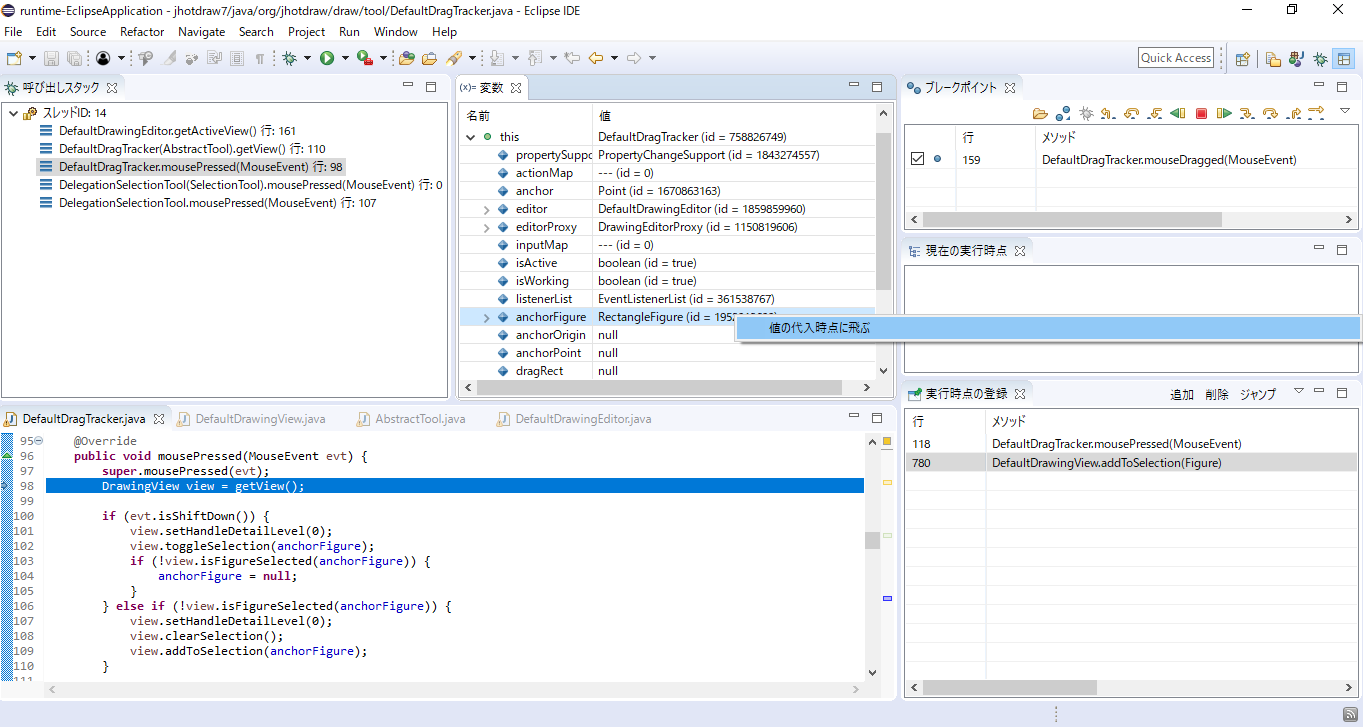 runtime-EclipseApplication - jhotdraw7/java/org/jhotdraw/draw/tool/DefaultDragTracker.java - Eclipse IDE
File Edit Source Refactor Navigate Search Project Run Window Help
Quick Access
呼び出しスタック
スレッドID: 14
DefaultDrawingEditor.getActiveView() 行: 161
DefaultDragTracker(AbstractTool).getView() 行: 110
DefaultDragTracker.mousePressed(MouseEvent) 行: 98
DelegationSelectionTool(SelectionTool).mousePressed(MouseEvent) 行: 0
DelegationSelectionTool.mousePressed(MouseEvent) 行: 107
(x)= 変数
名前 値
this DefaultDragTracker (id = 758826749)
propertySuppo PropertyChangeSupport (id = 1843274557)
actionMap --- (id = 0)
anchor Point (id = 1670863163)
editor DefaultDrawingEditor (id = 1859859960)
editorProxy DrawingEditorProxy (id = 1150819606)
inputMap --- (id = 0)
isActive boolean (id = true)
isWorking boolean (id = true)
listenerList EventListenerList (id = 361538767)
anchorFigure RectangleFigure (id =
値の代入時点に飛ぶ
anchorOrigin null
anchorPoint null
dragRect null
ブレークポイント
行 メソッド
159 DefaultDragTracker.mouseDragged(MouseEvent)
現在の実行時点
実行時点の登録 追加 削除 ジャンプ
行 メソッド
118 DefaultDragTracker.mousePressed(MouseEvent)
780 DefaultDrawingView.addToSelection(Figure)
DefaultDragTracker.java DefaultDrawingView.java AbstractTool.java DefaultDrawingEditor.java
95 @Override
96 public void mousePressed(MouseEvent evt) {
97 super.mousePressed(evt);
98 DrawingView view = getView();
99
100 if (evt.isShiftDown()) {
101 view.setHandleDetailLevel(0);
102 view.toggleSelection(anchorFigure);
103 if (!view.isFigureSelected(anchorFigure)) {
104 anchorFigure = null;
105 }
106 } else if (!view.isFigureSelected(anchorFigure)) {
107 view.setHandleDetailLevel(0);
108 view.clearSelection();
109 view.addToSelection(anchorFigure);
110 }
111